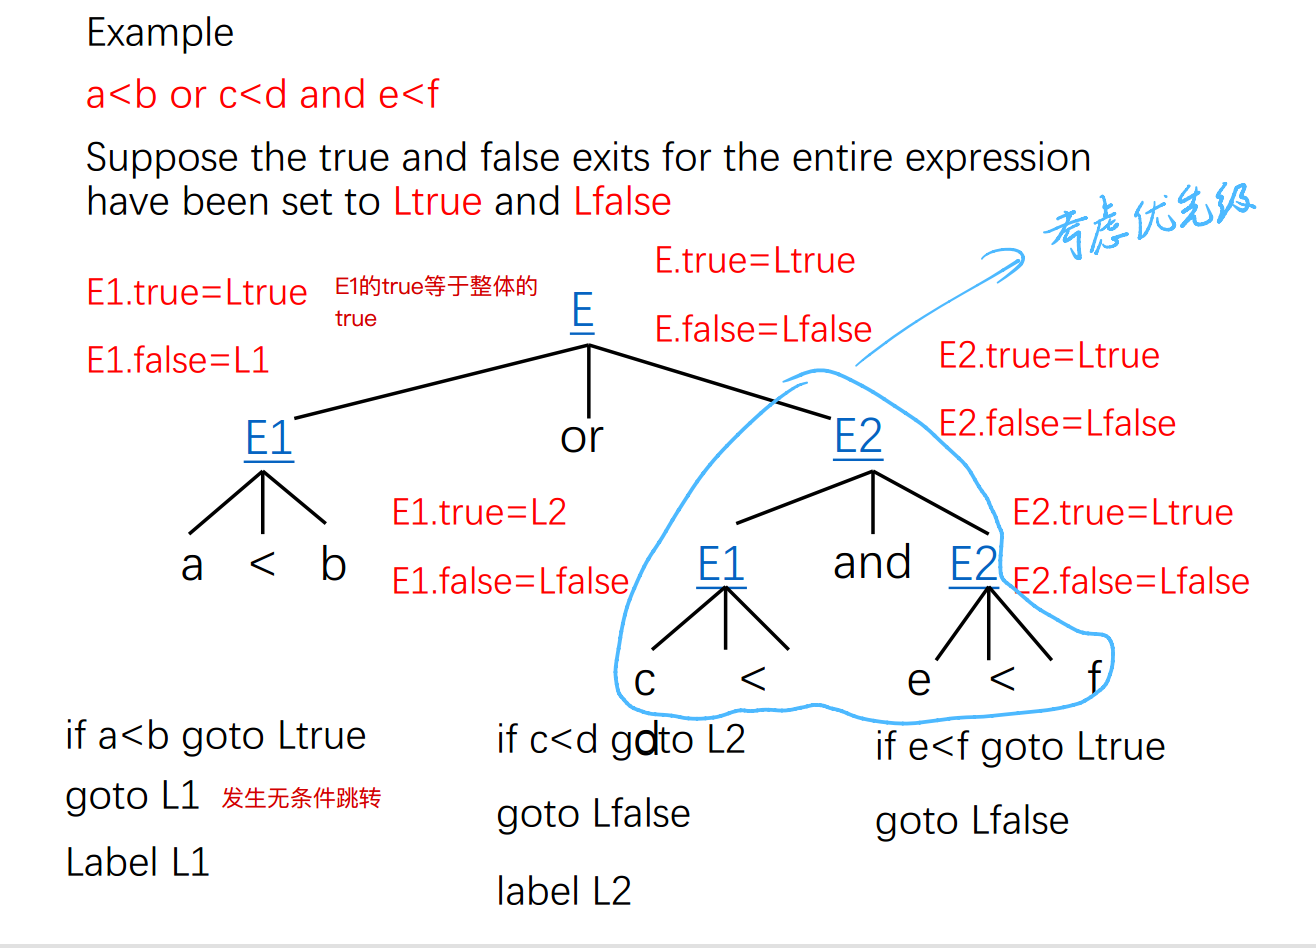 Example
a<b or c<d and e<f
Suppose the true and false exits for the entire expression
have been set to Ltrue and Lfalse
考虑优先级
E.true=Ltrue
E1.true=Ltrue
E1的true等于整体的
true
E
E.false=Lfalse
E1.false=L1
E2.true=Ltrue
E2.false=Lfalse
E1
or
E2
E1.true=L2
E2.true=Ltrue
a < b
E1
and
E2
E1.false=Lfalse
E2.false=Lfalse
c <
d
e < f
if a<b goto Ltrue
goto L1
发生无条件跳转
Label L1
if c<d goto L2
goto Lfalse
label L2
if e<f goto Ltrue
goto Lfalse